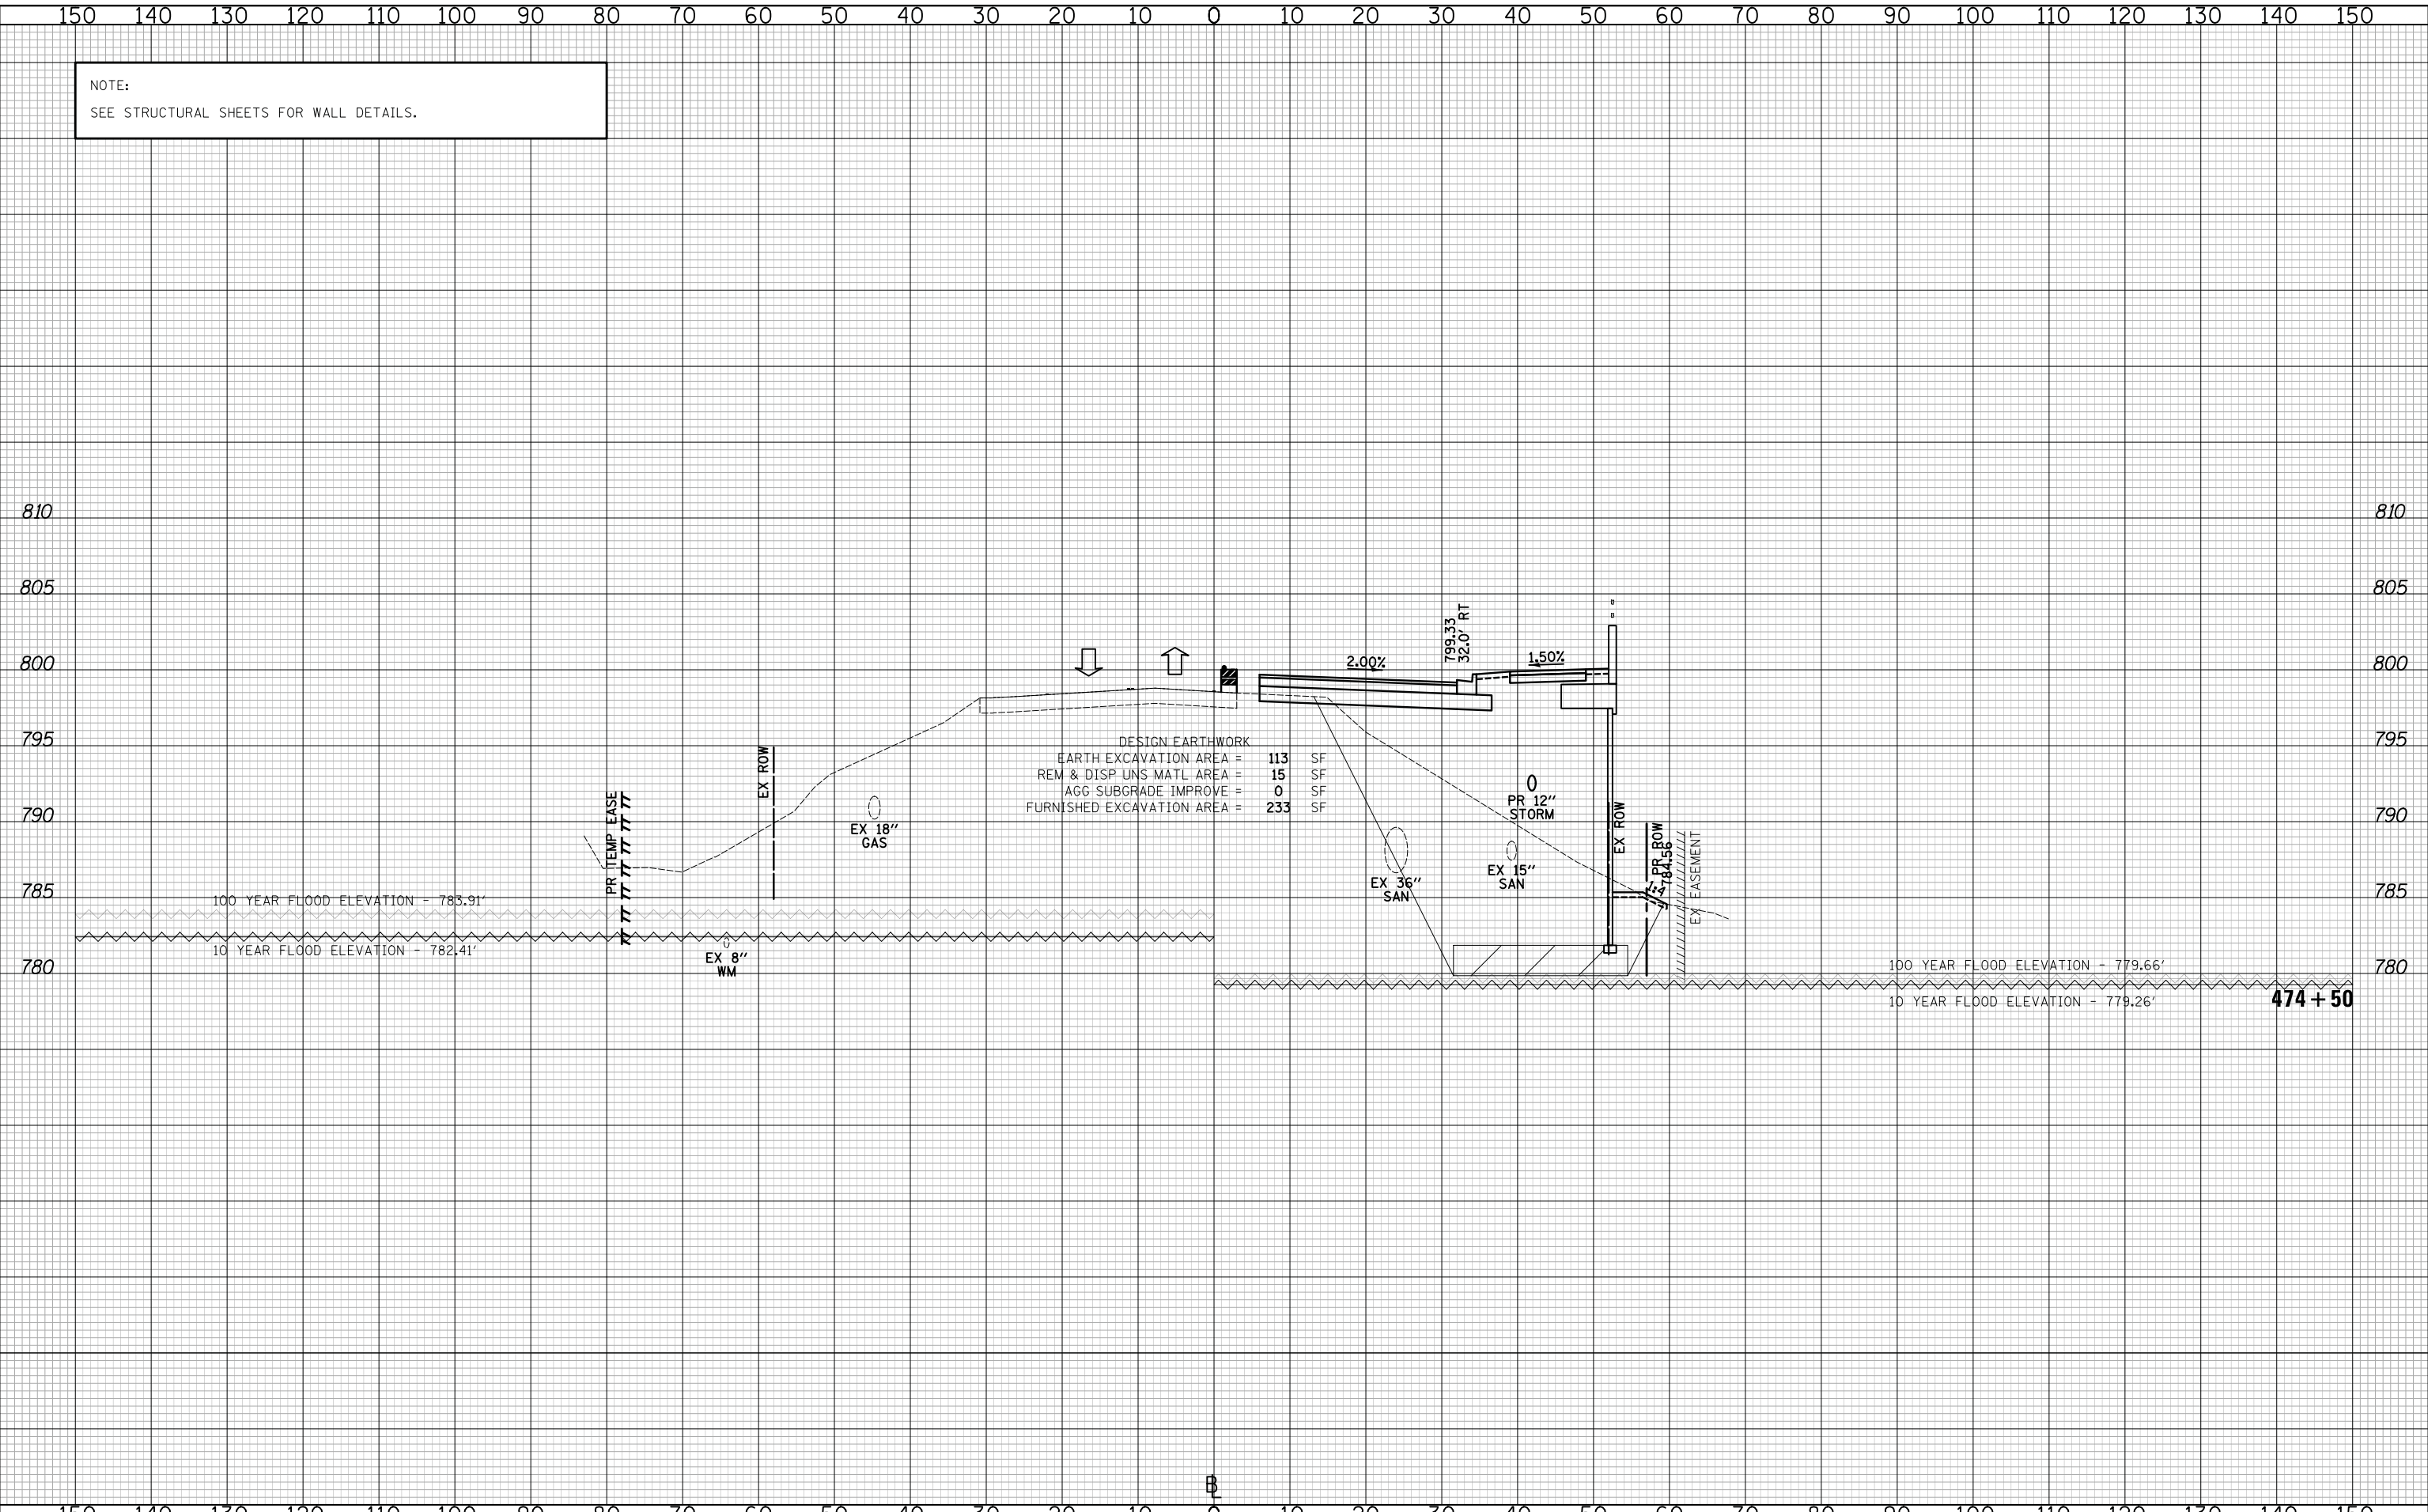 150 140 130 120 110 100 90 80 70 60 50 40 30 20 10 0 10 20 30 40 50 60 70 80 90 100 110 120 130 140 150
NOTE:
SEE STRUCTURAL SHEETS FOR WALL DETAILS.
810 810
805 805
800 800
795 795
790 790
785 785
780 780
799.33
32.0' RT
2.00%
1.50%
DESIGN EARTHWORK
EARTH EXCAVATION AREA = 113 SF
REM & DISP UNS MATL AREA = 15 SF
AGG SUBGRADE IMPROVE = 0 SF
FURNISHED EXCAVATION AREA = 233 SF
EX ROW
PR TEMP EASE
EX 18"
GAS
EX 8"
WM
EX 36"
SAN
EX 15"
SAN
PR 12"
STORM
EX ROW
PR ROW
784.56
EX EASEMENT
100 YEAR FLOOD ELEVATION - 783.91'
10 YEAR FLOOD ELEVATION - 782.41'
100 YEAR FLOOD ELEVATION - 779.66'
10 YEAR FLOOD ELEVATION - 779.26'
474+50
BL
150 140 130 120 110 100 90 80 70 60 50 40 30 20 10 0 10 20 30 40 50 60 70 80 90 100 110 120 130 140 150